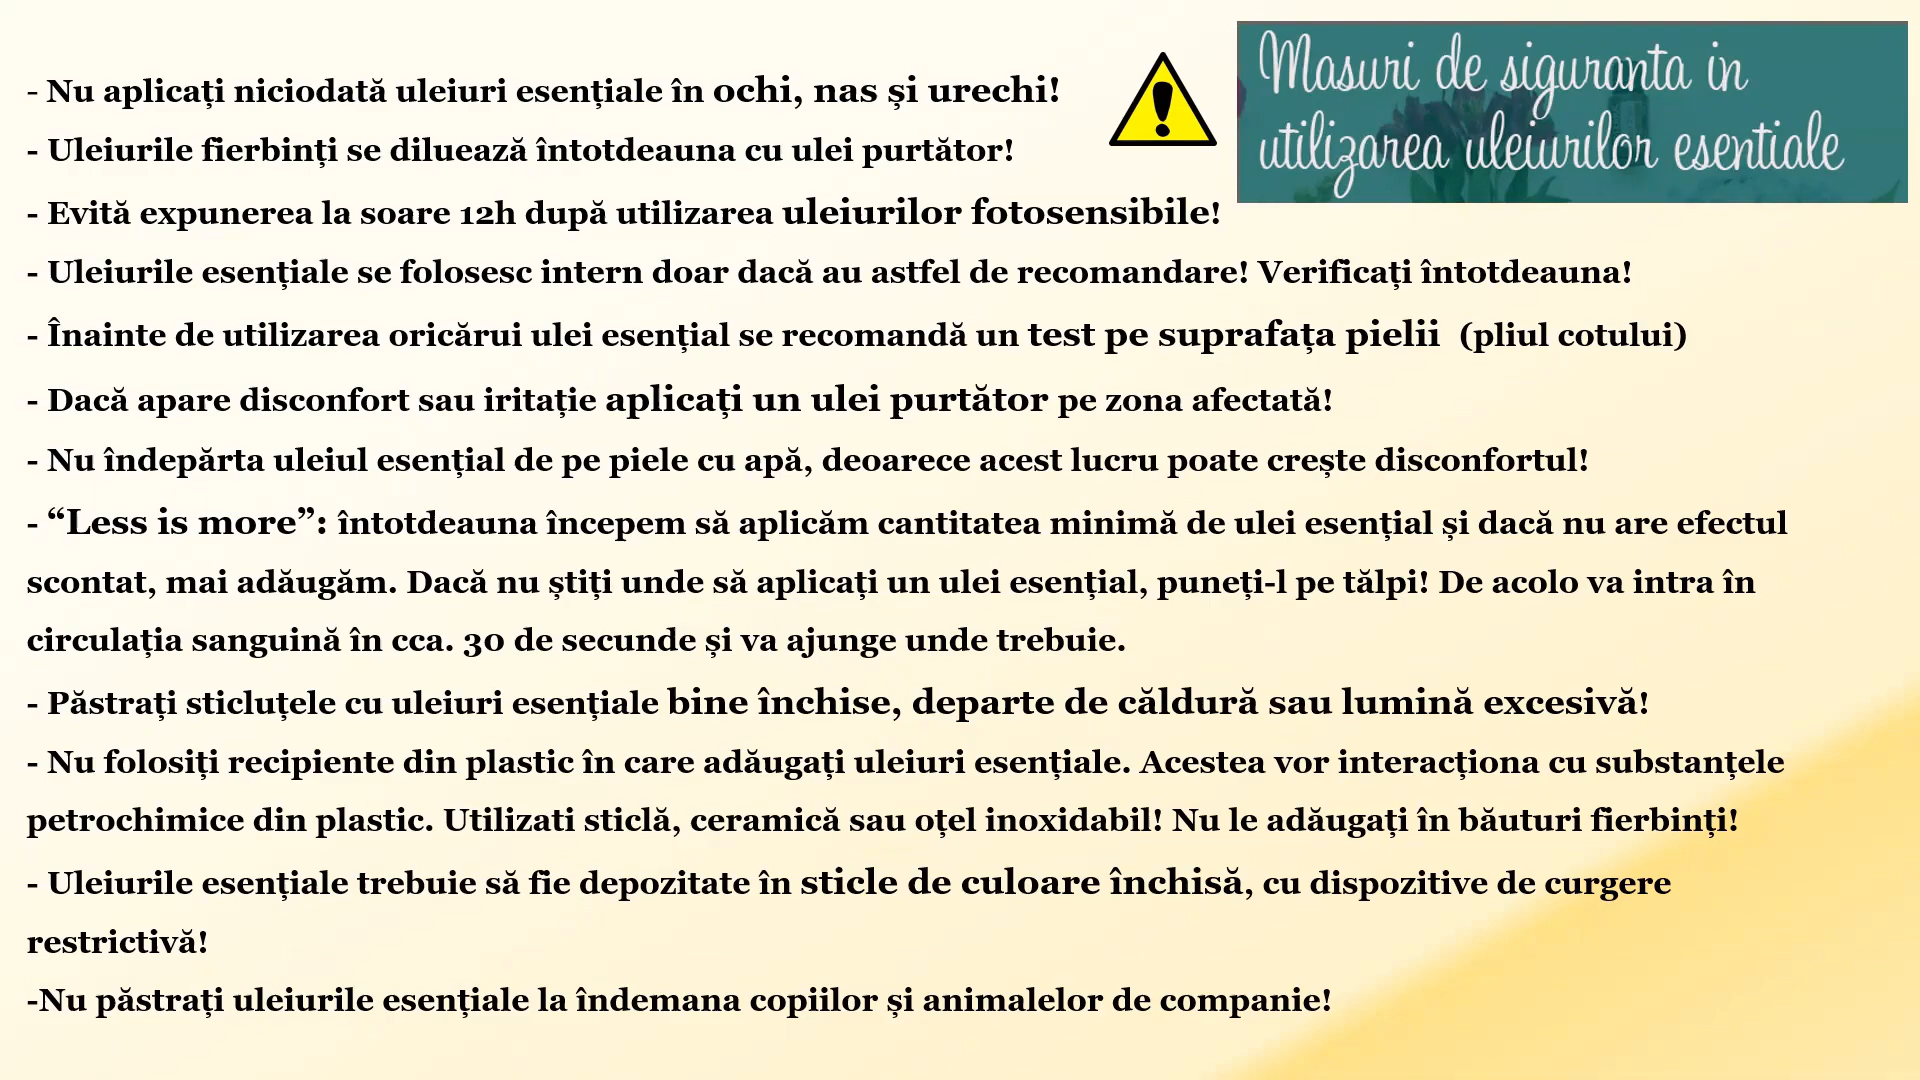 Masuri de siguranta in
utilizarea uleiurilor esentiale
- Nu aplicați niciodată uleiuri esențiale în ochi, nas și urechi!
- Uleiurile fierbinți se diluează întotdeauna cu ulei purtător!
- Evită expunerea la soare 12h după utilizarea uleiurilor fotosensibile!
- Uleiurile esențiale se folosesc intern doar dacă au astfel de recomandare! Verificați întotdeauna!
- Înainte de utilizarea oricărui ulei esențial se recomandă un test pe suprafața pielii (pliul cotului)
- Dacă apare disconfort sau iritație aplicați un ulei purtător pe zona afectată!
- Nu îndepărta uleiul esențial de pe piele cu apă, deoarece acest lucru poate crește disconfortul!
- “Less is more”: întotdeauna începem să aplicăm cantitatea minimă de ulei esențial și dacă nu are efectul
scontat, mai adăugăm. Dacă nu știți unde să aplicați un ulei esențial, puneți-l pe tălpi! De acolo va intra în
circulația sanguină în cca. 30 de secunde și va ajunge unde trebuie.
- Păstrați sticluțele cu uleiuri esențiale bine închise, departe de căldură sau lumină excesivă!
- Nu folosiți recipiente din plastic în care adăugați uleiuri esențiale. Acestea vor interacționa cu substanțele
petrochimice din plastic. Utilizati sticlă, ceramică sau oțel inoxidabil! Nu le adăugați în băuturi fierbinți!
- Uleiurile esențiale trebuie să fie depozitate în sticle de culoare închisă, cu dispozitive de curgere
restrictivă!
-Nu păstrați uleiurile esențiale la îndemana copiilor și animalelor de companie!